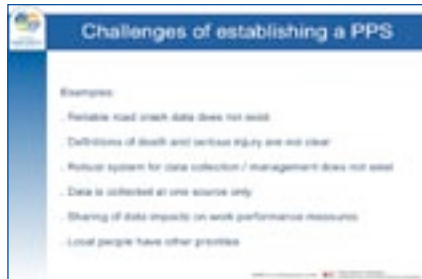 Challenges of establishing a PPS
Examples:
. Reliable road crash data does not exist
. Definitions of death and serious injury are not clear
. Robust system for data collection / management does not exist
. Data is collected at one source only
. Sharing of data impacts on work performance measures
. Local people have other priorities